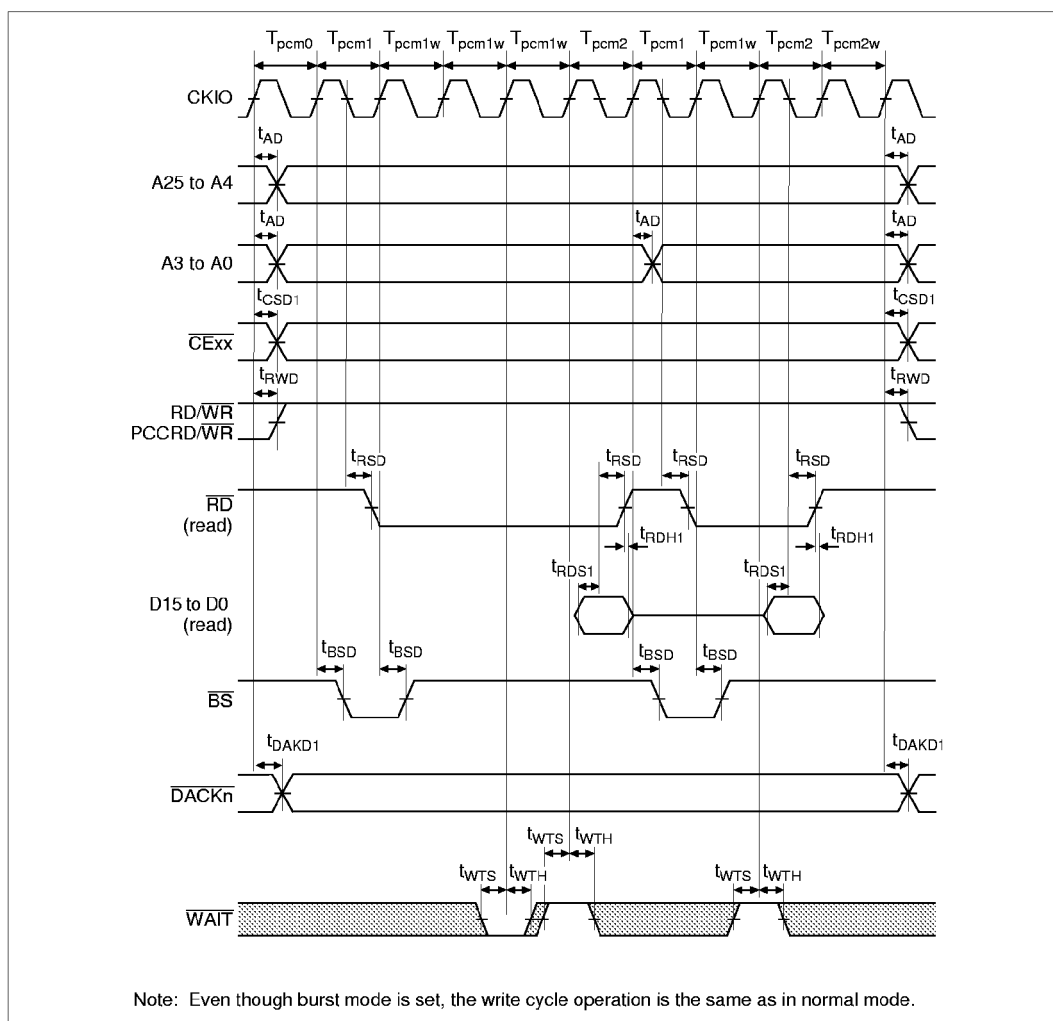 Tpcm0 Tpcm1 Tpcm1w Tpcm1w Tpcm1w Tpcm2 Tpcm1 Tpcm1w Tpcm2 Tpcm2w
CKIO
tAD tAD
A25 to A4
tAD tAD tAD
A3 to A0
tCSD1 tCSD1
CExx
tRWD tRWD
RD/WR
PCCRD/WR
tRSD tRSD tRSD tRSD
RD
(read)
tRDH1 tRDH1
tRDS1 tRDS1
D15 to D0
(read)
tBSD tBSD tBSD tBSD
BS
tDAKD1 tDAKD1
DACKn
tWTS tWTH
tWTS tWTH tWTS tWTH
WAIT
Note: Even though burst mode is set, the write cycle operation is the same as in normal mode.